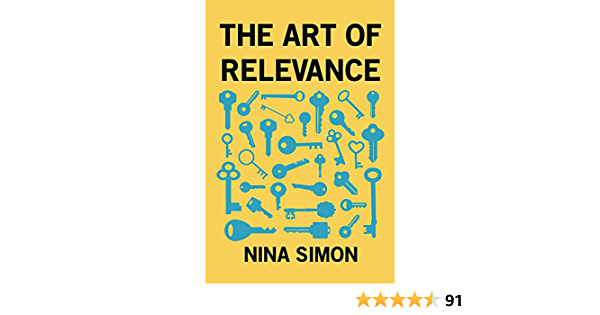 THE ART OF
RELEVANCE
NINA SIMON
91